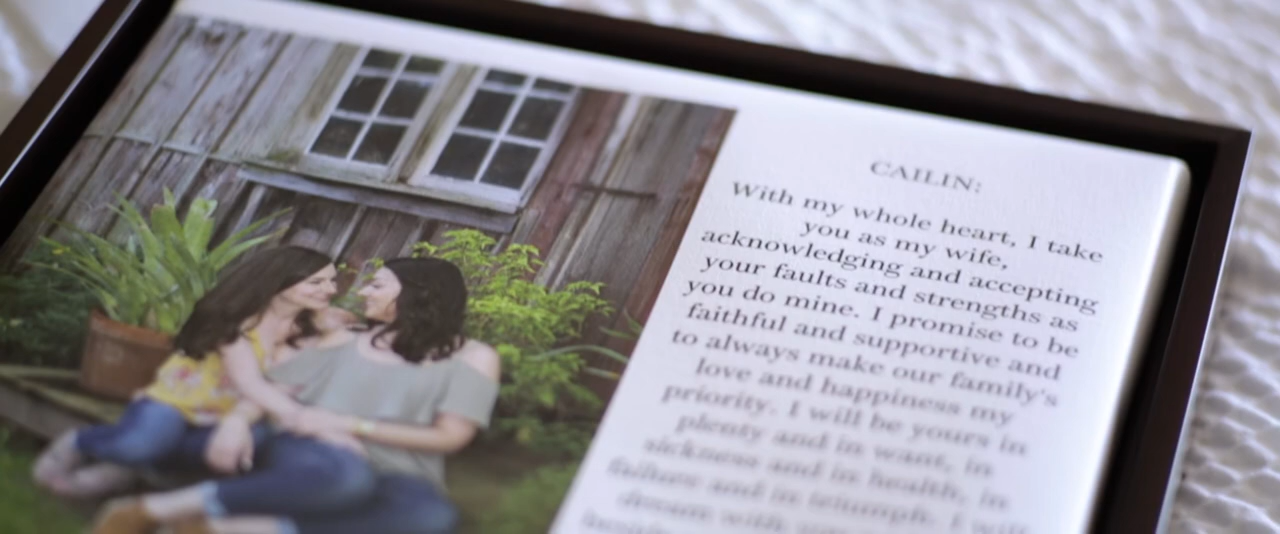 CAILIN:
With my whole heart, I take
you as my wife,
acknowledging and accepting
your faults and strengths as
you do mine. I promise to be
faithful and supportive and
to always make our family's
love and happiness my
priority. I will be yours in
plenty and in want, in
sickness and in health, in
failure and in triumph. I will
dream with you